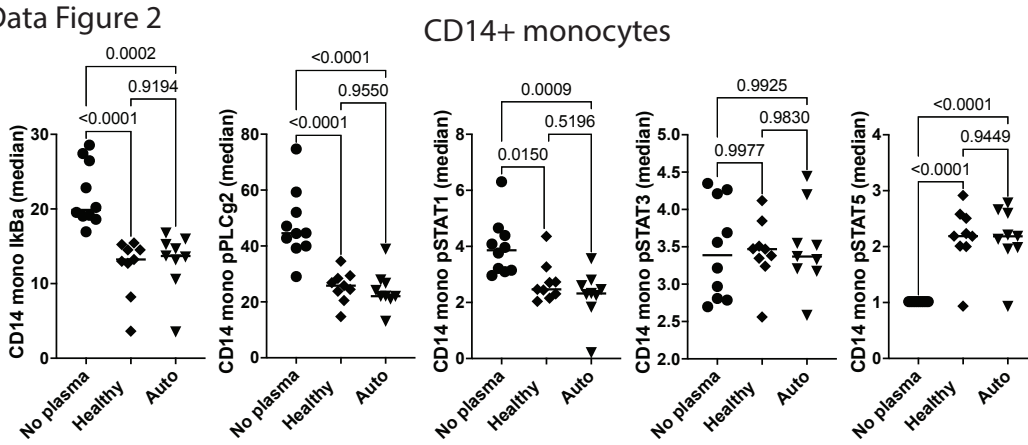 Data Figure 2
CD14+ monocytes
0.0002
0.9194
<0.0001
30
20
10
0
CD14 mono IkBa (median)
No plasma
Healthy
Auto
<0.0001
0.9550
<0.0001
80
60
40
20
0
CD14 mono pPLCg2 (median)
No plasma
Healthy
Auto
0.0009
0.5196
0.0150
8
6
4
2
0
CD14 mono pSTAT1 (median)
No plasma
Healthy
Auto
0.9925
0.9830
0.9977
5.0
4.5
4.0
3.5
3.0
2.5
2.0
CD14 mono pSTAT3 (median)
No plasma
Healthy
Auto
<0.0001
0.9449
<0.0001
4
3
2
1
0
CD14 mono pSTAT5 (median)
No plasma
Healthy
Auto